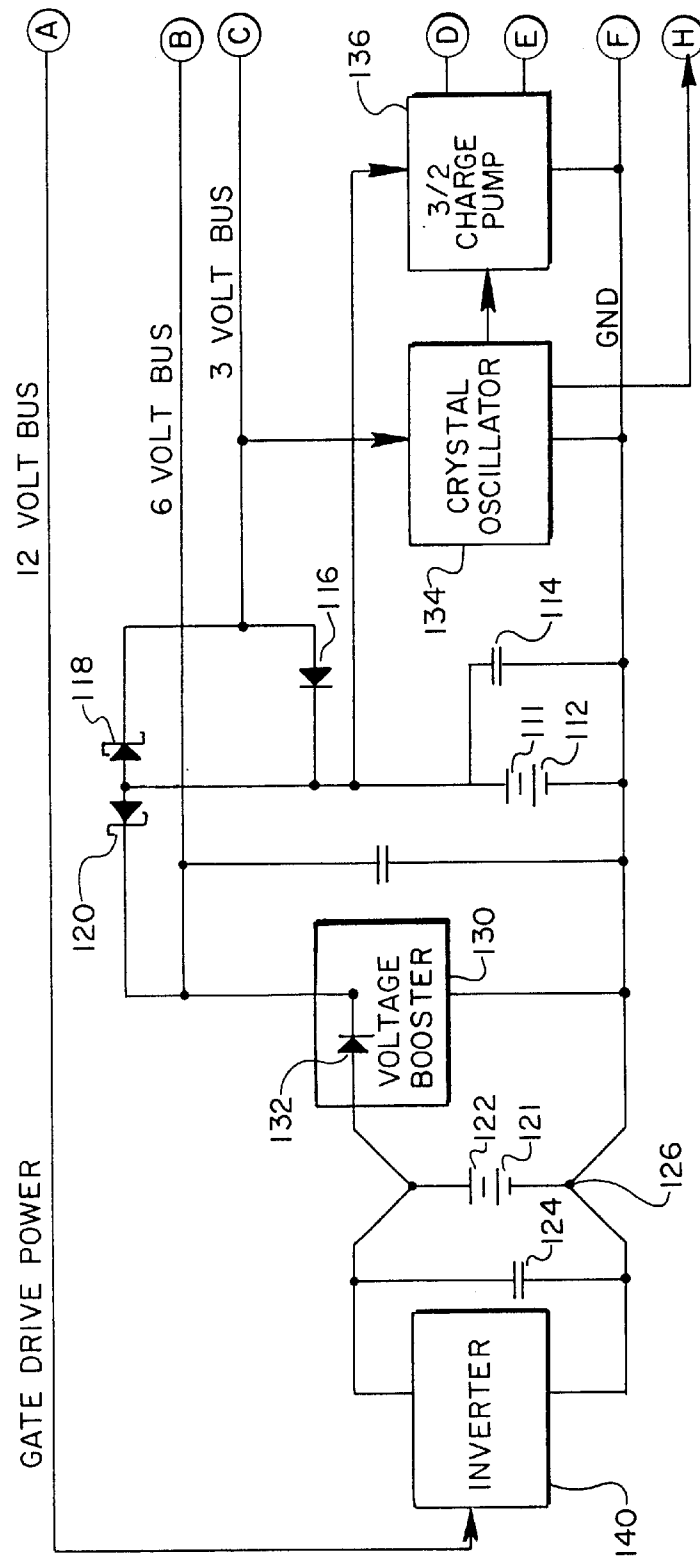 GATE DRIVE POWER
12 VOLT BUS
A
6 VOLT BUS
B
3 VOLT BUS
C
120
118
116
132
VOLTAGE
BOOSTER
130
122
121
124
126
INVERTER
140
111
112
114
134
CRYSTAL
OSCILLATOR
136
3/2
CHARGE
PUMP
D
E
GND
F
H